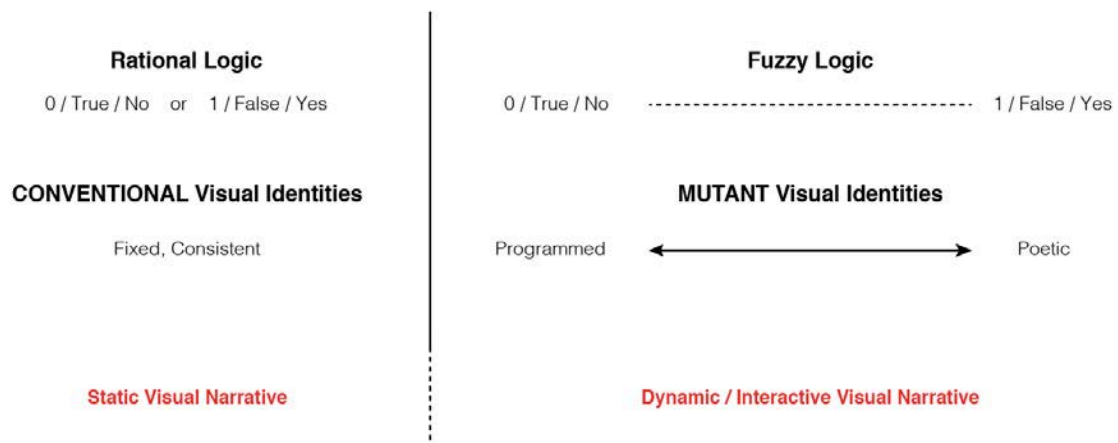 Rational Logic
0 / True / No or 1 / False / Yes
CONVENTIONAL Visual Identities
Fixed, Consistent
Static Visual Narrative
Fuzzy Logic
0 / True / No 1 / False / Yes
MUTANT Visual Identities
Programmed Poetic
Dynamic / Interactive Visual Narrative